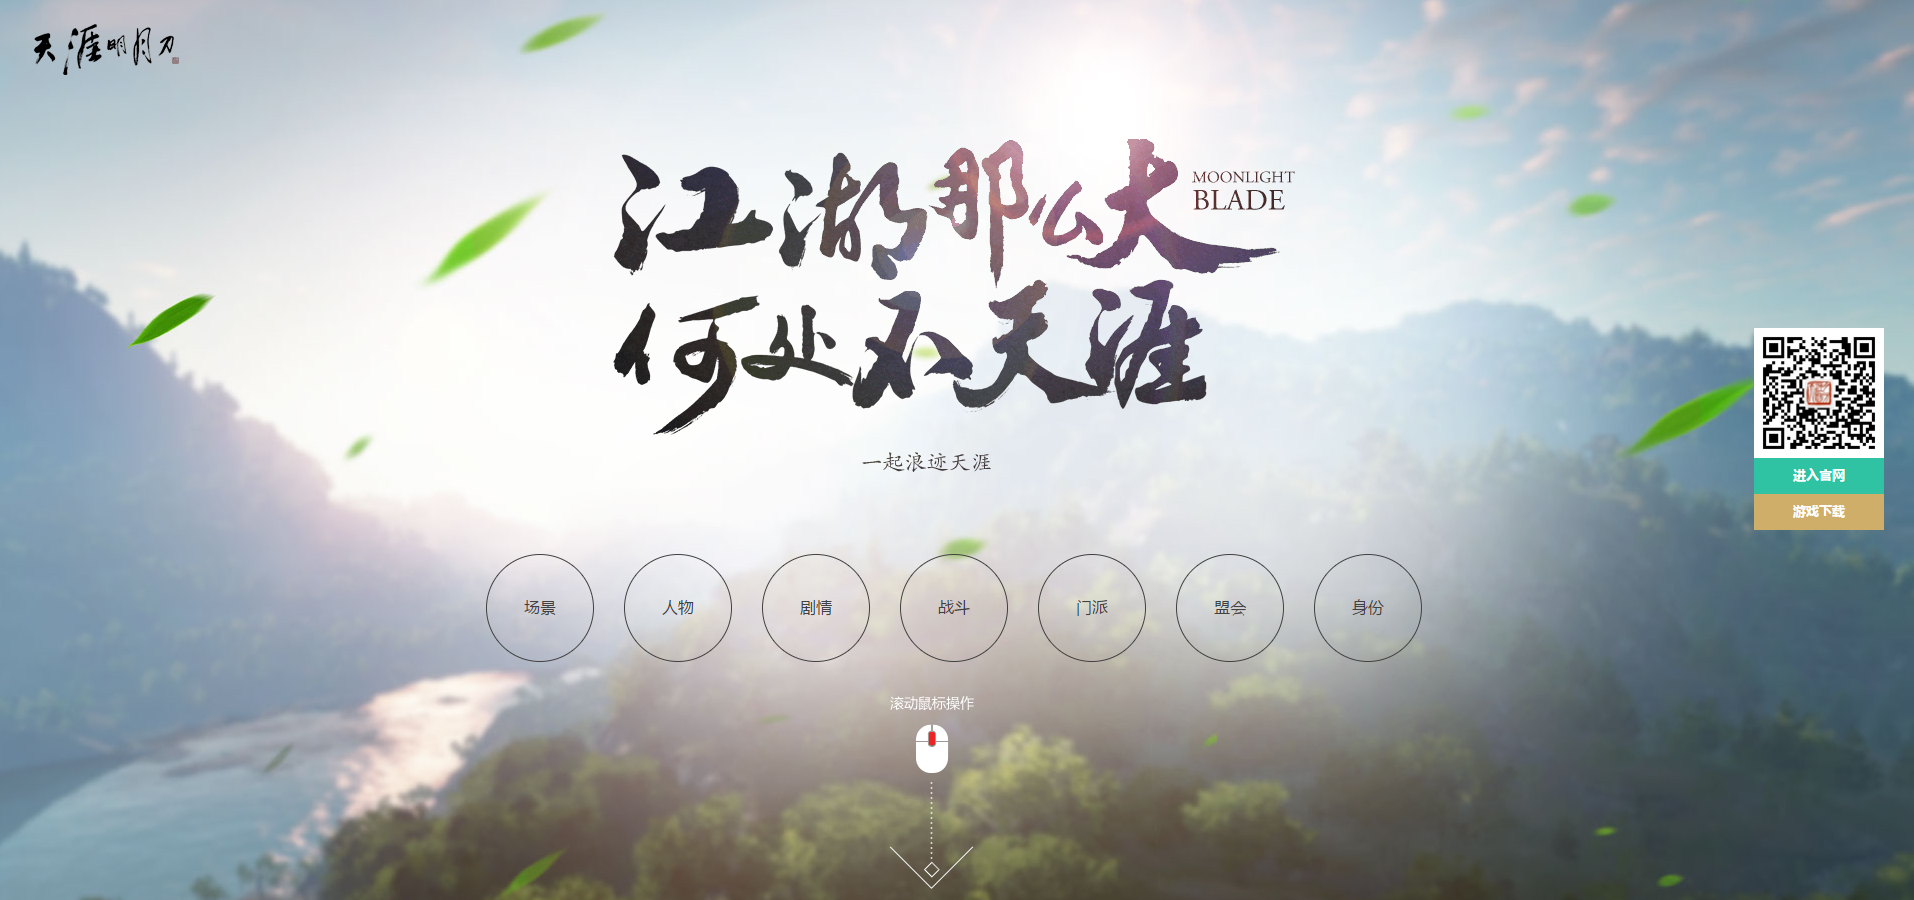 天涯明月刀
江湖那么大
MOONLIGHT
BLADE
何处不天涯
一起浪迹天涯
进入官网
游戏下载
场景
人物
剧情
战斗
门派
盟会
身份
滚动鼠标操作